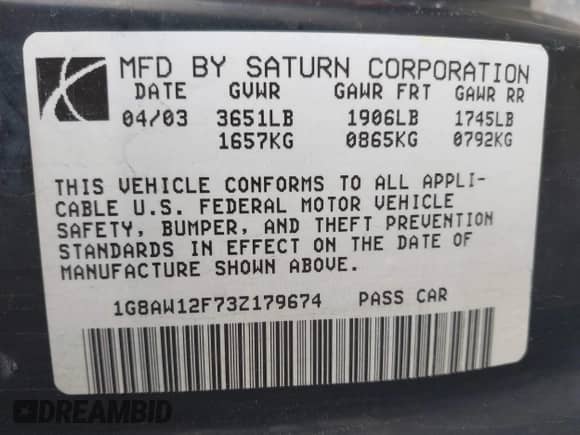 MFD BY SATURN CORPORATION
DATE GVWR GAWR FRT GAWR RR
04/03 3651LB 1906LB 1745LB
1657KG 0865KG 0792KG
THIS VEHICLE CONFORMS TO ALL APPLI-
CABLE U.S. FEDERAL MOTOR VEHICLE
SAFETY, BUMPER, AND THEFT PREVENTION
STANDARDS IN EFFECT ON THE DATE OF
MANUFACTURE SHOWN ABOVE.
1G8AW12F73Z179674 PASS CAR
DREAMBID